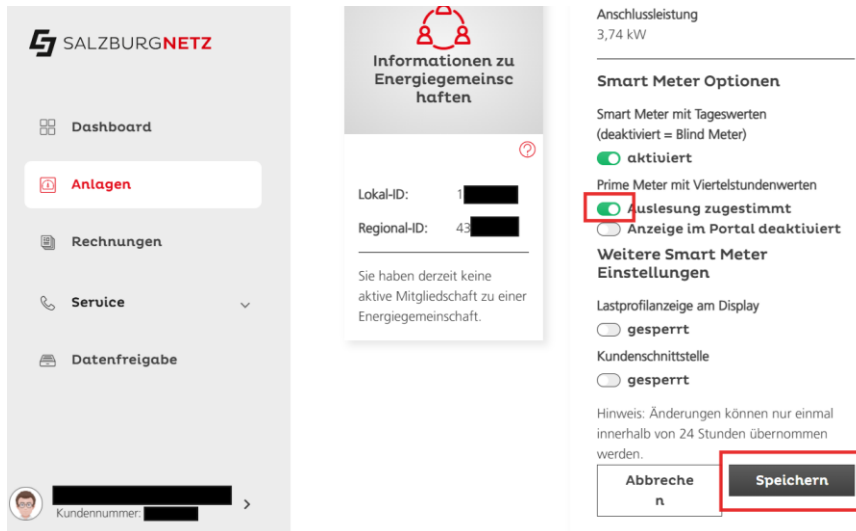 SALZBURGNETZ
Dashboard
Anlagen
Rechnungen
Service
Datenfreigabe
Kundennummer:
Informationen zu
Energiegemeinsc
haften
Lokal-ID: 1
Regional-ID: 43
Sie haben derzeit keine
aktive Mitgliedschaft zu einer
Energiegemeinschaft.
Anschlussleistung
3,74 kW
Smart Meter Optionen
Smart Meter mit Tageswerten
(deaktiviert = Blind Meter)
aktiviert
Prime Meter mit Viertelstundenwerten
Auslesung zugestimmt
Anzeige im Portal deaktiviert
Weitere Smart Meter
Einstellungen
Lastprofilanzeige am Display
gesperrt
Kundenschnittstelle
gesperrt
Hinweis: Änderungen können nur einmal
innerhalb von 24 Stunden übernommen
werden.
Abbreche
n
Speichern